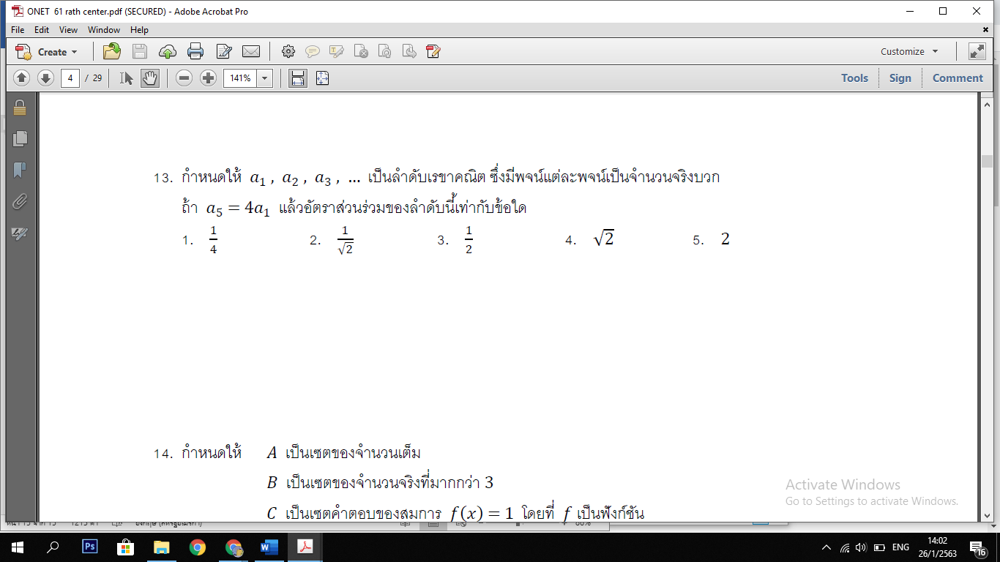 ONET 61 rath center.pdf (SECURED) - Adobe Acrobat Pro
File Edit View Window Help
Create Customize
4 / 29 141% Tools Sign Comment
13. กำหนดให้ a₁ , a₂ , a₃ , … เป็นลำดับเรขาคณิต ซึ่งมีพจน์แต่ละพจน์เป็นจำนวนจริงบวก
ถ้า a₅ = 4a₁ แล้วอัตราส่วนร่วมของลำดับนี้เท่ากับข้อใด
1. 1/4 2. 1/√2 3. 1/2 4. √2 5. 2
14. กำหนดให้ A เป็นเซตของจำนวนเต็ม
B เป็นเซตของจำนวนจริงที่มากกว่า 3
C เป็นเซตคำตอบของสมการ f(x) = 1 โดยที่ f เป็นฟังก์ชัน
Activate Windows
Go to Settings to activate Windows.
Ps W ENG 14:02
26/1/2563 16